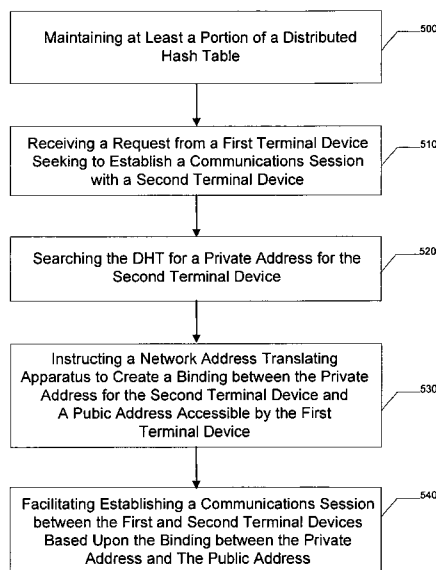 Maintaining at Least a Portion of a Distributed
Hash Table
500
Receiving a Request from a First Terminal Device
Seeking to Establish a Communications Session
with a Second Terminal Device
510
Searching the DHT for a Private Address for the
Second Terminal Device
520
Instructing a Network Address Translating
Apparatus to Create a Binding between the Private
Address for the Second Terminal Device and
A Pubic Address Accessible by the First
Terminal Device
530
Facilitating Establishing a Communications Session
between the First and Second Terminal Devices
Based Upon the Binding between the Private
Address and The Public Address
540